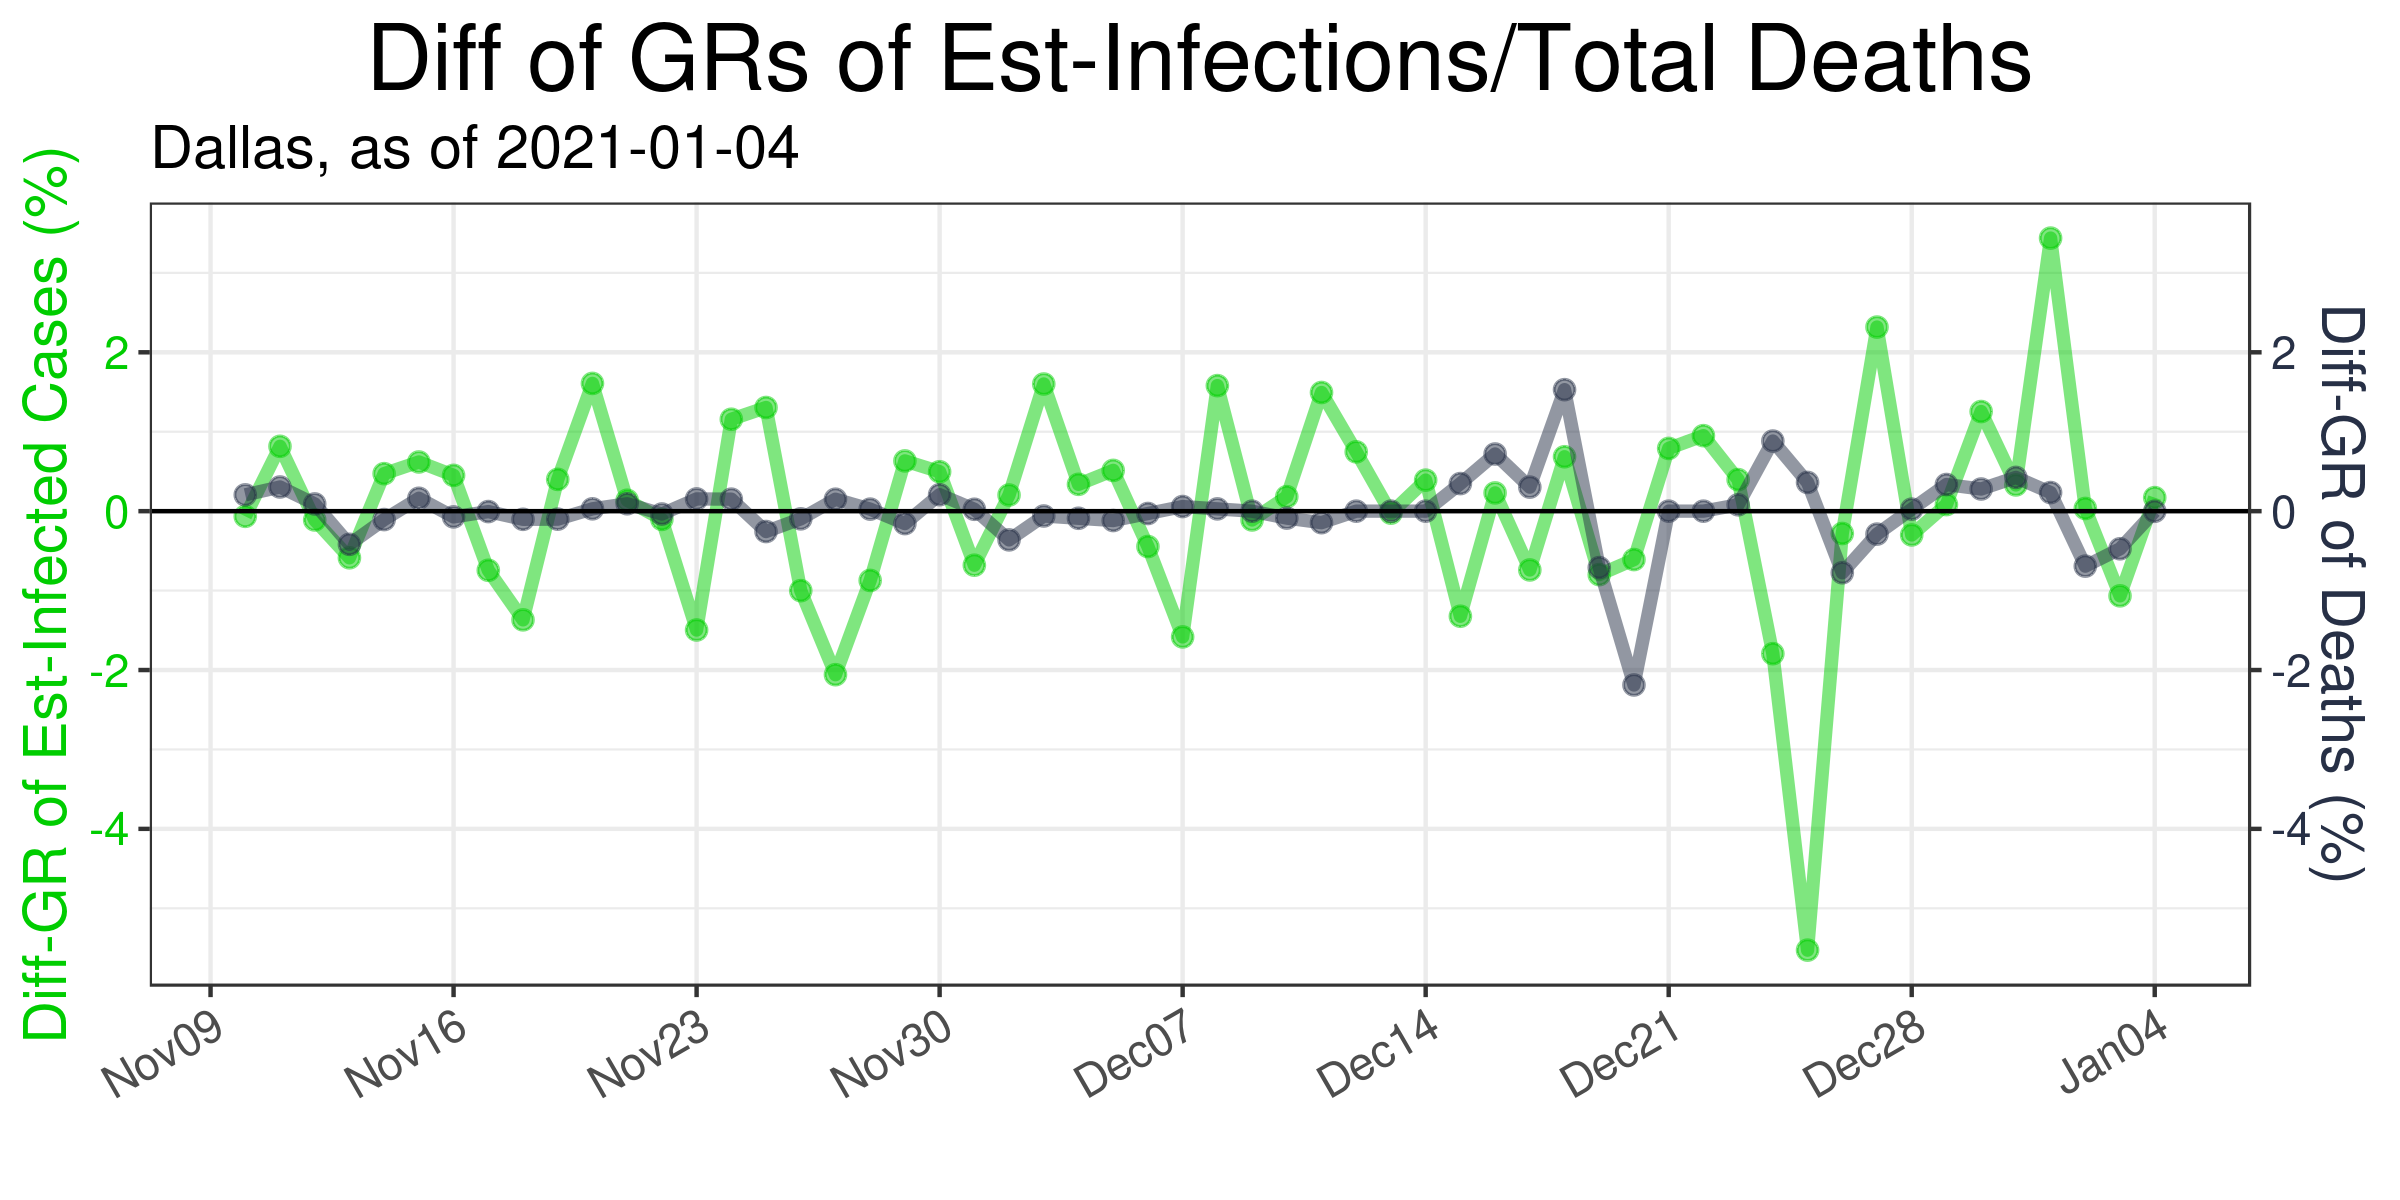 Diff of GRs of Est-Infections/Total Deaths
Dallas, as of 2021-01-04
Diff-GR of Est-Infected Cases (%)
2
0
-2
-4
2
0
-2
-4
Diff-GR of Deaths (%)
Nov09
Nov16
Nov23
Nov30
Dec07
Dec14
Dec21
Dec28
Jan04